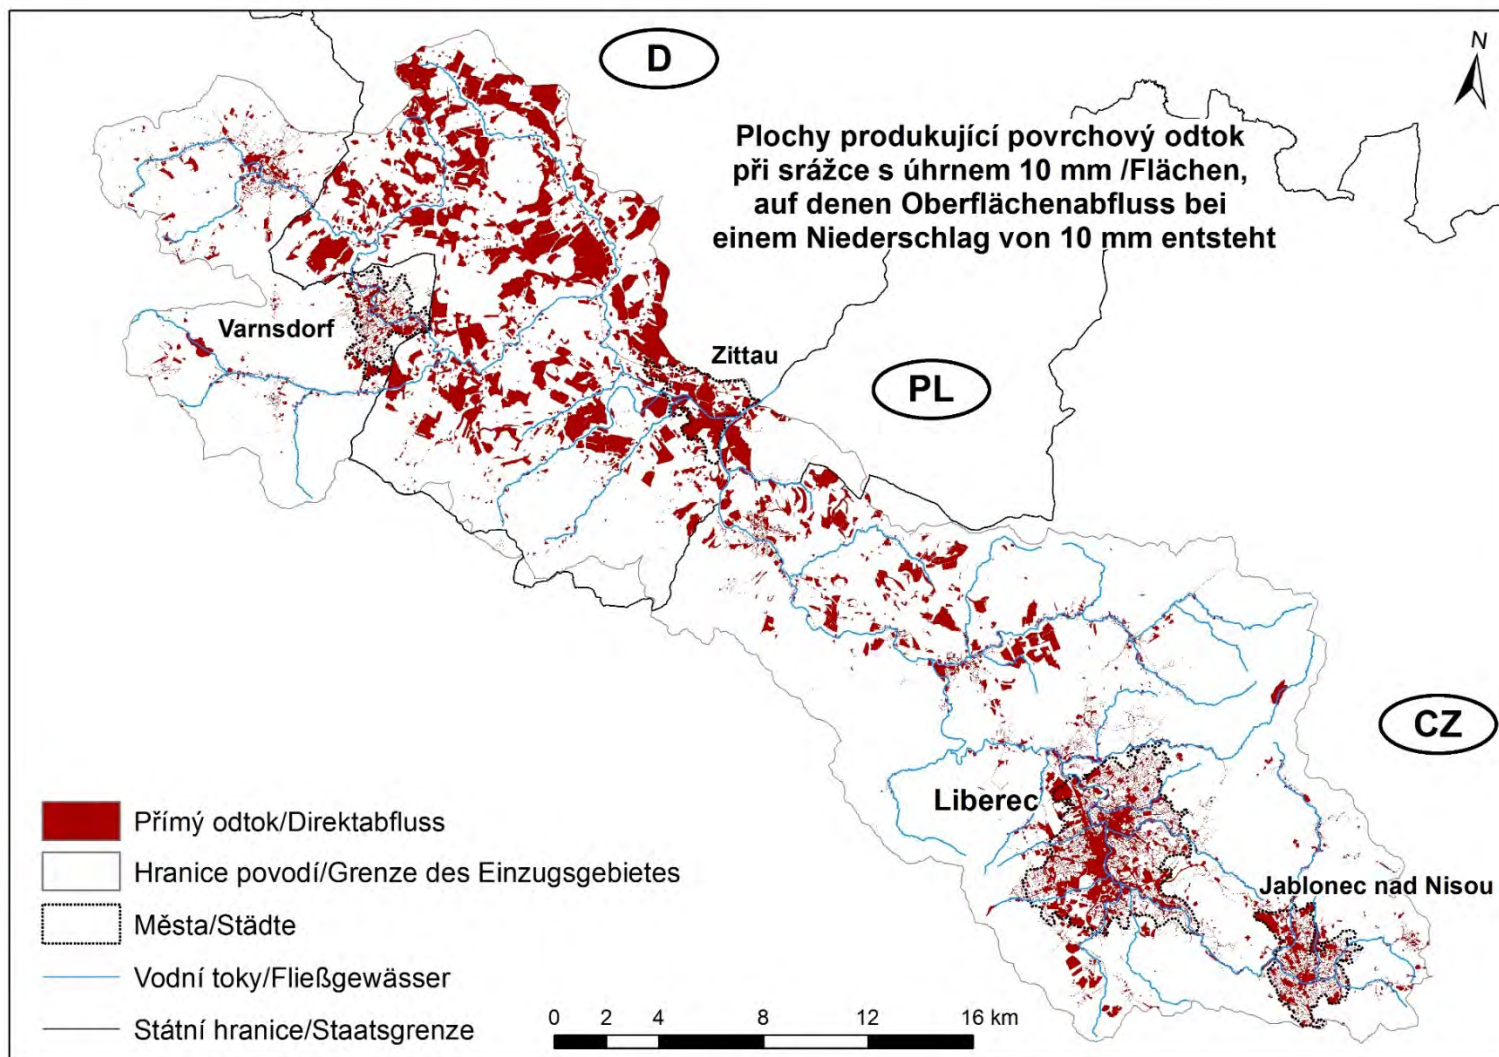 D
N
Plochy produkující povrchový odtok
při srážce s úhrnem 10 mm /Flächen,
auf denen Oberflächenabfluss bei
einem Niederschlag von 10 mm entsteht
Varnsdorf
Zittau
PL
CZ
Liberec
Jablonec nad Nisou
Přímý odtok/Direktabfluss
Hranice povodí/Grenze des Einzugsgebietes
Města/Städte
Vodní toky/Fließgewässer
Státní hranice/Staatsgrenze
0 2 4 8 12 16 km